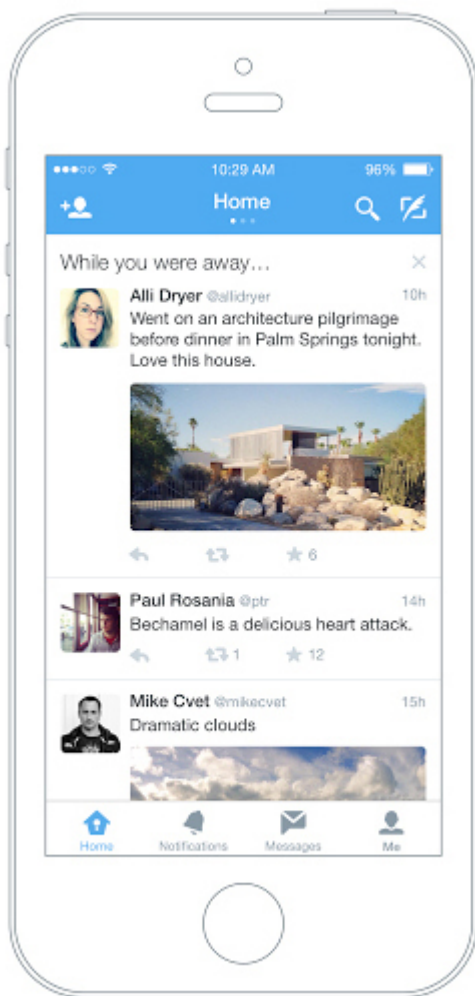 10:29 AM
96%
Home
While you were away...
Alli Dryer @allidryer 10h
Went on an architecture pilgrimage
before dinner in Palm Springs tonight.
Love this house.
6
Paul Rosania @ptr 14h
Bechamel is a delicious heart attack.
1 12
Mike Cvet @mikecvet 15h
Dramatic clouds
Home Notifications Messages Me